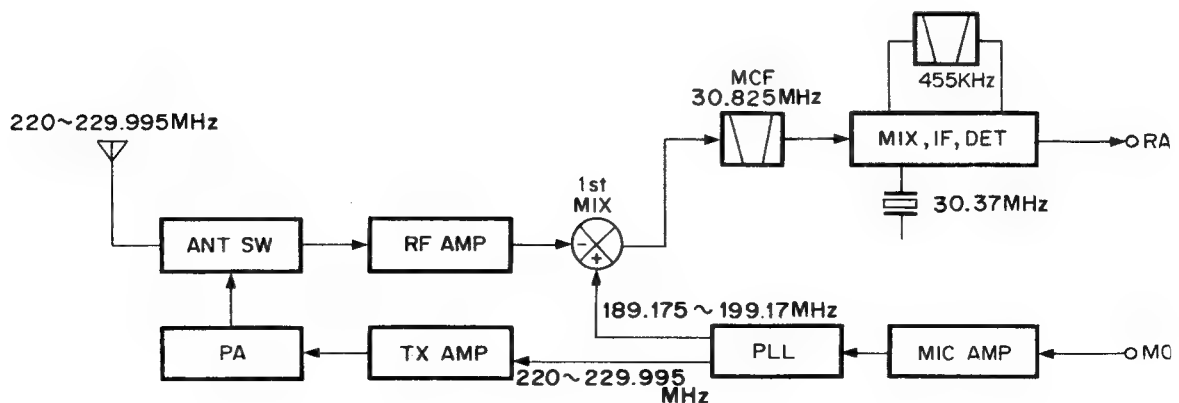 455KHz
MCF
30.825MHz
220~229.995MHz
MIX, IF, DET
RA
1st
MIX
30.37MHz
ANT SW
RF AMP
-
+
189.175~199.17MHz
PA
TX AMP
PLL
MIC AMP
MO
220~229.995
MHz